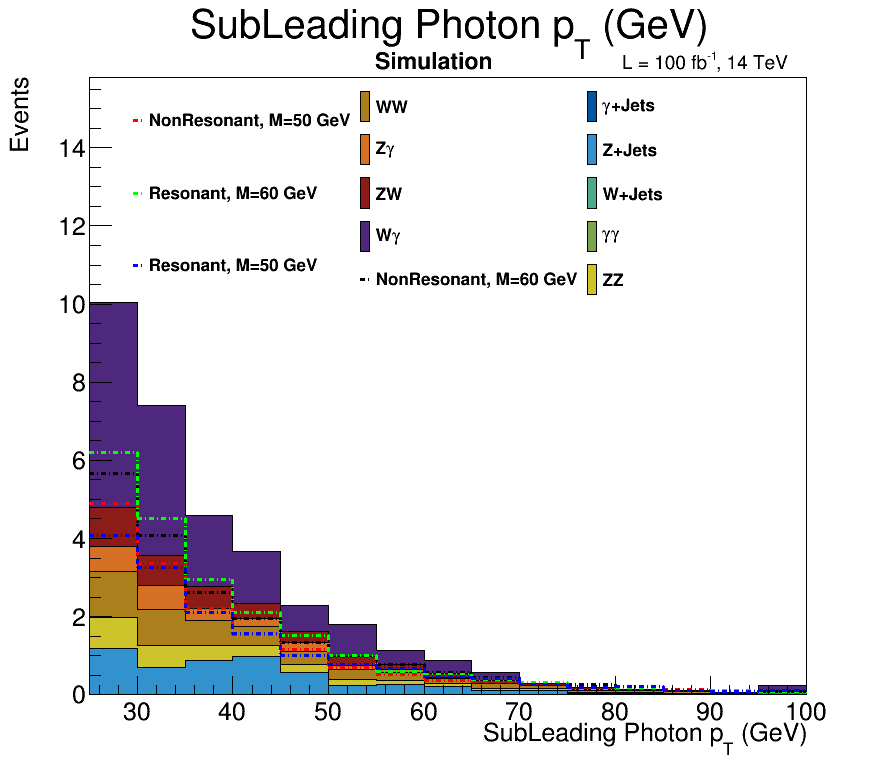 SubLeading Photon p_T (GeV)
Simulation
L = 100 fb⁻¹, 14 TeV
Events
NonResonant, M=50 GeV
Resonant, M=60 GeV
Resonant, M=50 GeV
WW
Zγ
ZW
Wγ
NonResonant, M=60 GeV
γ+Jets
Z+Jets
W+Jets
γγ
ZZ
14
12
10
8
6
4
2
0
30 40 50 60 70 80 90 100
SubLeading Photon p_T (GeV)